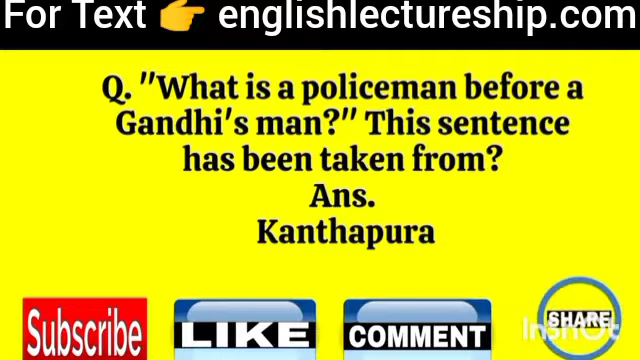 For Text 👉 englishlectureship.com
Q. "What is a policeman before a
Gandhi's man?" This sentence
has been taken from?
Ans.
Kanthapura
Subscribe
LIKE
COMMENT
SHARE
InShOt